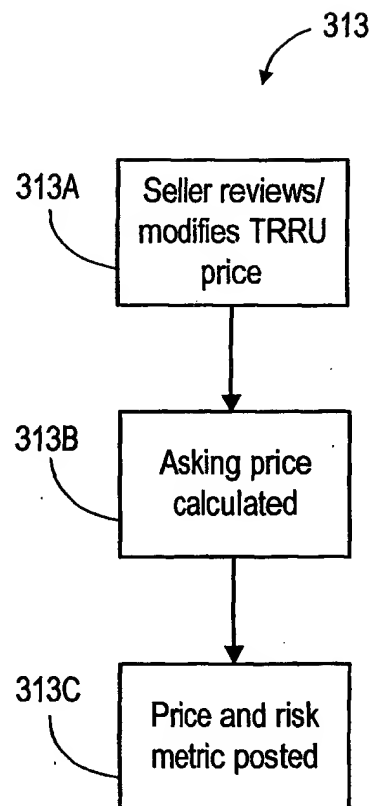 313
313A
Seller reviews/
modifies TRRU
price
313B
Asking price
calculated
313C
Price and risk
metric posted